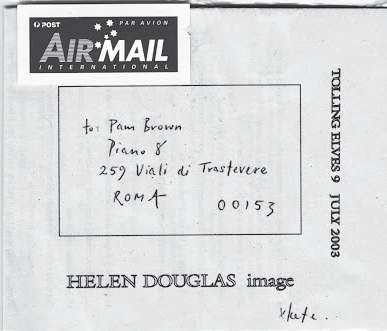 POST PAR AVION
AIR MAIL
INTERNATIONAL
to: Pam Brown
Piano 8
259 Viali di Trastevere
ROMA 00153
TOLLING ELVES 9 JULY 2003
HELEN DOUGLAS image